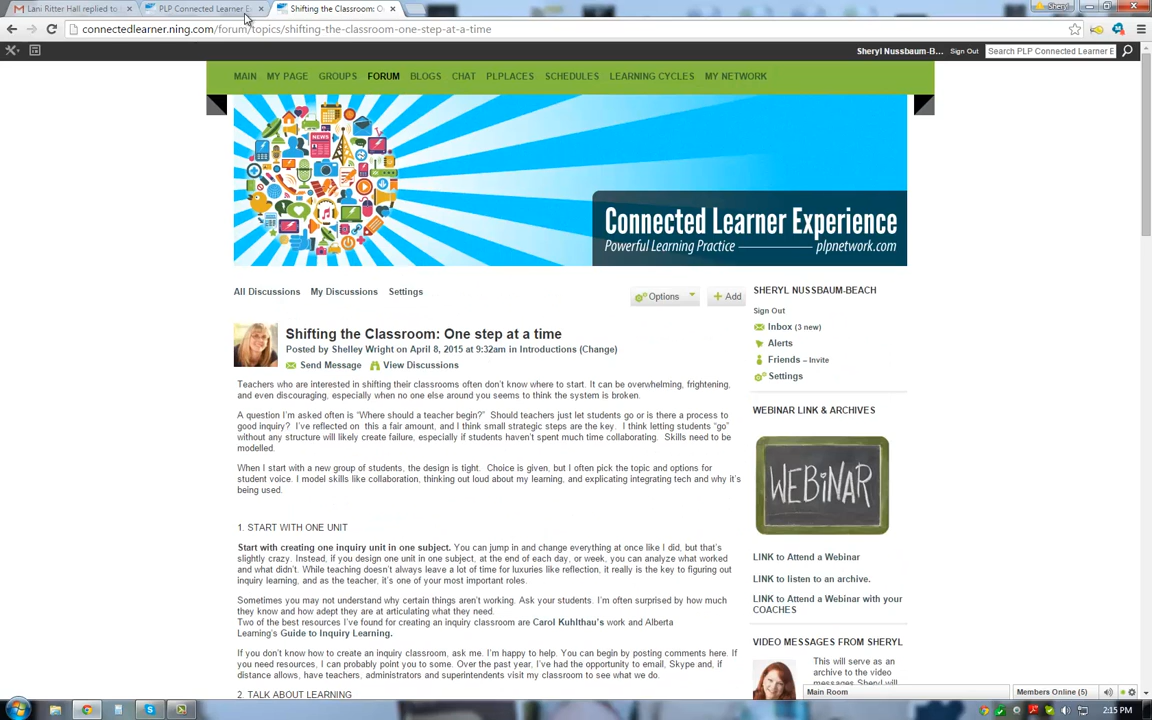 Lani Ritter Hall replied to
PLP Connected Learner E
Shifting the Classroom: O
Sheryl
connectedlearner.ning.com/forum/topics/shifting-the-classroom-one-step-at-a-time
Sheryl Nussbaum-B... Sign Out Search PLP Connected Learner E
MAIN MY PAGE GROUPS FORUM BLOGS CHAT PLPLACES SCHEDULES LEARNING CYCLES MY NETWORK
NEWS
Connected Learner Experience
Powerful Learning Practice plpnetwork.com
All Discussions My Discussions Settings
Options + Add
Shifting the Classroom: One step at a time
Posted by Shelley Wright on April 8, 2015 at 9:32am in Introductions (Change)
Send Message View Discussions
Teachers who are interested in shifting their classrooms often don't know where to start. It can be overwhelming, frightening,
and even discouraging, especially when no one else around you seems to think the system is broken.
A question I'm asked often is "Where should a teacher begin?" Should teachers just let students go or is there a process to
good inquiry? I've reflected on this a fair amount, and I think small strategic steps are the key. I think letting students "go"
without any structure will likely create failure, especially if students haven't spent much time collaborating. Skills need to be
modelled.
When I start with a new group of students, the design is tight. Choice is given, but I often pick the topic and options for
student voice. I model skills like collaboration, thinking out loud about my learning, and explicating integrating tech and why it's
being used.
1. START WITH ONE UNIT
Start with creating one inquiry unit in one subject. You can jump in and change everything at once like I did, but that's
slightly crazy. Instead, if you design one unit in one subject, at the end of each day, or week, you can analyze what worked
and what didn't. While teaching doesn't always leave a lot of time for luxuries like reflection, it really is the key to figuring out
inquiry learning, and as the teacher, it's one of your most important roles.
Sometimes you may not understand why certain things aren't working. Ask your students. I'm often surprised by how much
they know and how adept they are at articulating what they need.
Two of the best resources I've found for creating an inquiry classroom are Carol Kuhlthau's work and Alberta
Learning's Guide to Inquiry Learning.
If you don't know how to create an inquiry classroom, ask me. I'm happy to help. You can begin by posting comments here. If
you need resources, I can probably point you to some. Over the past year, I've had the opportunity to email, Skype and, if
distance allows, have teachers, administrators and superintendents visit my classroom to see what we do.
2. TALK ABOUT LEARNING
SHERYL NUSSBAUM-BEACH
Sign Out
Inbox (3 new)
Alerts
Friends – Invite
Settings
WEBINAR LINK & ARCHIVES
WEBINAR
LINK to Attend a Webinar
LINK to listen to an archive.
LINK to Attend a Webinar with your
COACHES
VIDEO MESSAGES FROM SHERYL
This will serve as
an archive to the
video
Main Room
Members Online (5)
2:15 PM